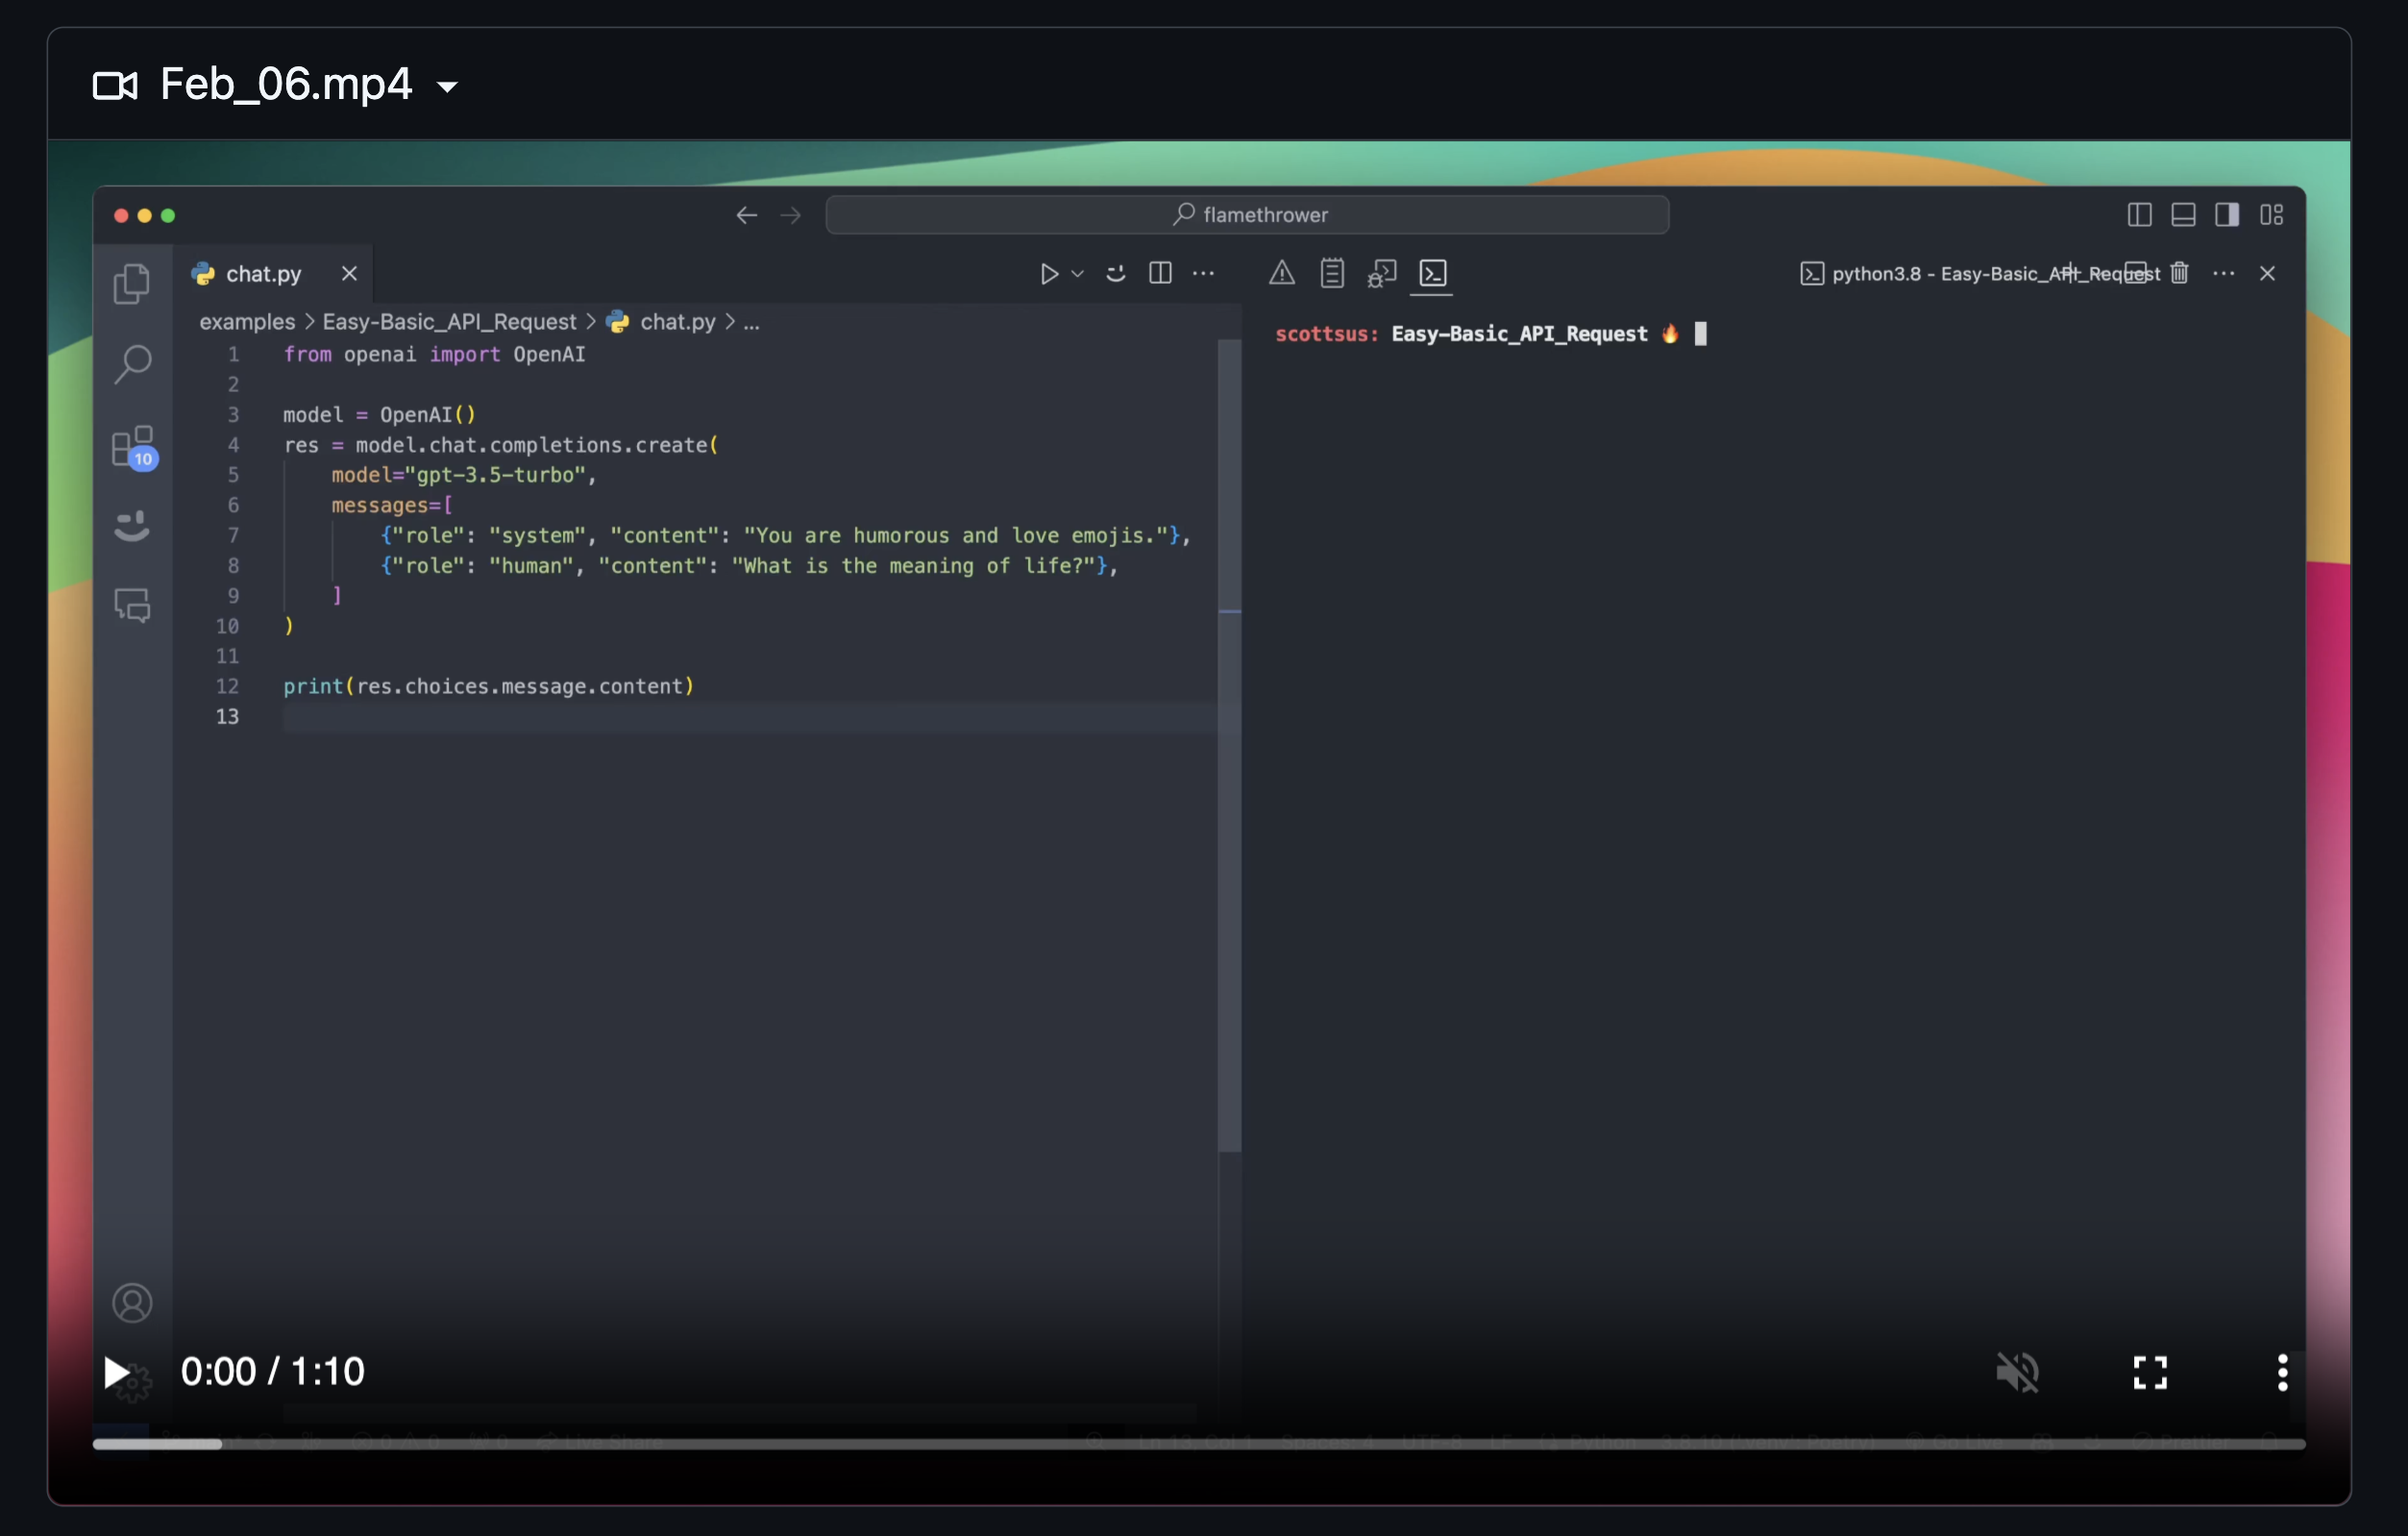 Feb_06.mp4
flamethrower
chat.py
python3.8 - Easy-Basic_API_Request
examples > Easy-Basic_API_Request > chat.py > ...
scottsus: Easy-Basic_API_Request 🔥
1 from openai import OpenAI
2
3 model = OpenAI()
4 res = model.chat.completions.create(
5     model="gpt-3.5-turbo",
6     messages=[
7         {"role": "system", "content": "You are humorous and love emojis."},
8         {"role": "human", "content": "What is the meaning of life?"},
9     ]
10 )
11
12 print(res.choices.message.content)
13
10
0:00 / 1:10